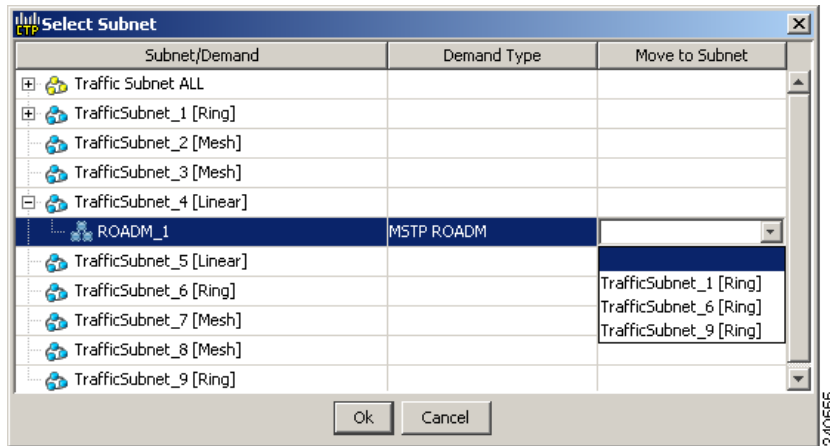 CTP Select Subnet
Subnet/Demand Demand Type Move to Subnet
Traffic Subnet ALL
TrafficSubnet_1 [Ring]
TrafficSubnet_2 [Mesh]
TrafficSubnet_3 [Mesh]
TrafficSubnet_4 [Linear]
ROADM_1 MSTP ROADM
TrafficSubnet_5 [Linear]
TrafficSubnet_1 [Ring]
TrafficSubnet_6 [Ring]
TrafficSubnet_6 [Ring]
TrafficSubnet_7 [Mesh]
TrafficSubnet_9 [Ring]
TrafficSubnet_8 [Mesh]
TrafficSubnet_9 [Ring]
Ok Cancel